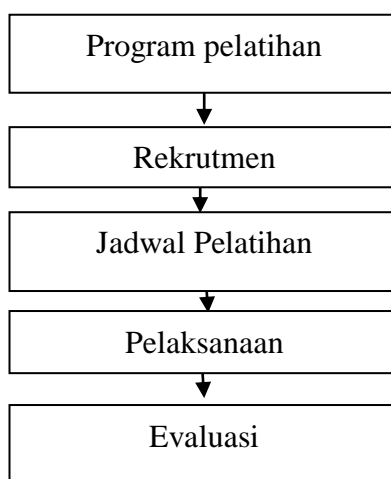 Program pelatihan
Rekrutmen
Jadwal Pelatihan
Pelaksanaan
Evaluasi